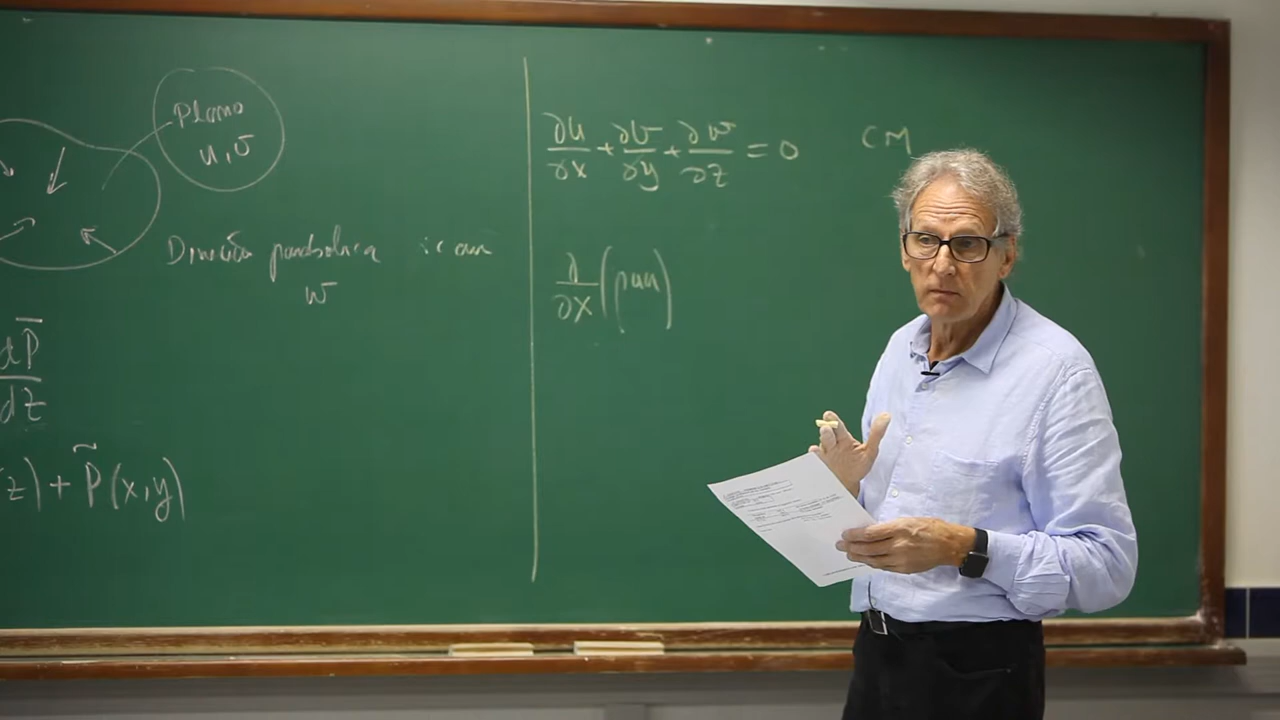 Plano
u, v
Direção parabólica
w
dP̅
dz
z) + P̃(x,y)
∂u/∂x + ∂v/∂y + ∂w/∂z = 0 CM
∂/∂x (ρuu)